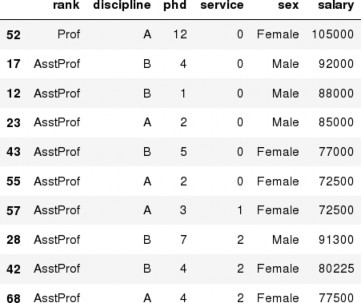 rank discipline phd service sex salary
52 Prof A 12 0 Female 105000
17 AsstProf B 4 0 Male 92000
12 AsstProf B 1 0 Male 88000
23 AsstProf A 2 0 Male 85000
43 AsstProf B 5 0 Female 77000
55 AsstProf A 2 0 Female 72500
57 AsstProf A 3 1 Female 72500
28 AsstProf B 7 2 Male 91300
42 AsstProf B 4 2 Female 80225
68 AsstProf A 4 2 Female 77500